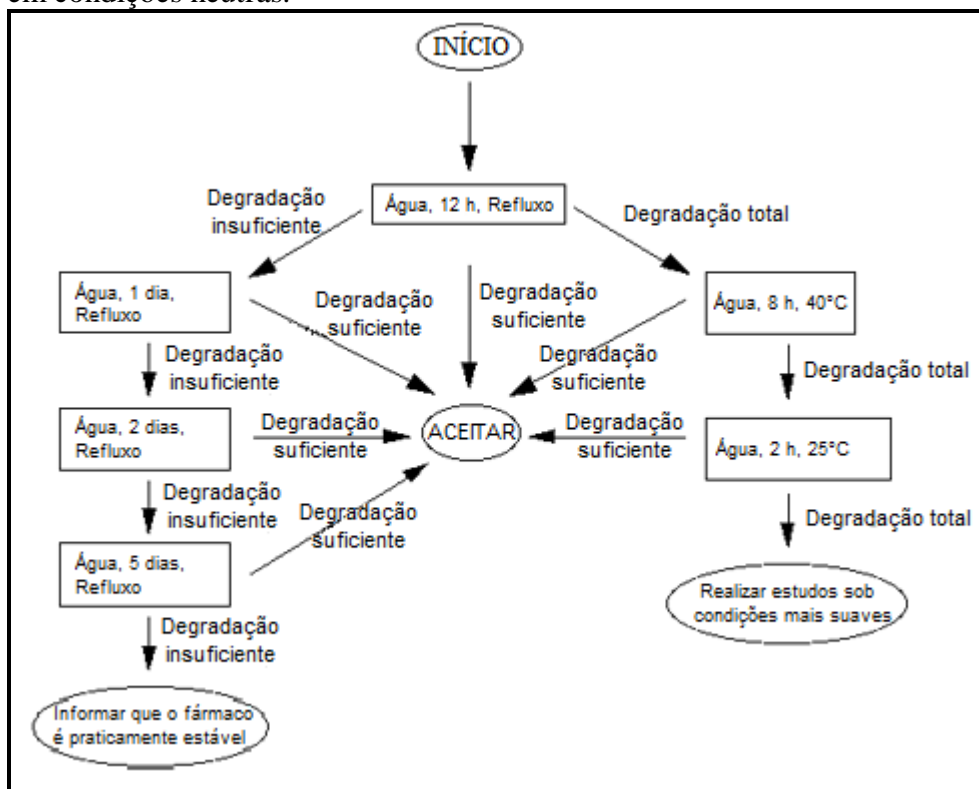 em condições neutras.
INÍCIO
Água, 12 h, Refluxo
Degradação
insuficiente
Degradação total
Água, 1 dia,
Refluxo
Degradação
suficiente
Degradação
suficiente
Degradação
suficiente
Água, 8 h, 40°C
Degradação
insuficiente
Degradação total
Água, 2 dias,
Refluxo
Degradação
suficiente
ACEITAR
Degradação
suficiente
Água, 2 h, 25°C
Degradação
insuficiente
Degradação
suficiente
Degradação total
Água, 5 dias,
Refluxo
Realizar estudos sob
condições mais suaves
Degradação
insuficiente
Informar que o fármaco
é praticamente estável